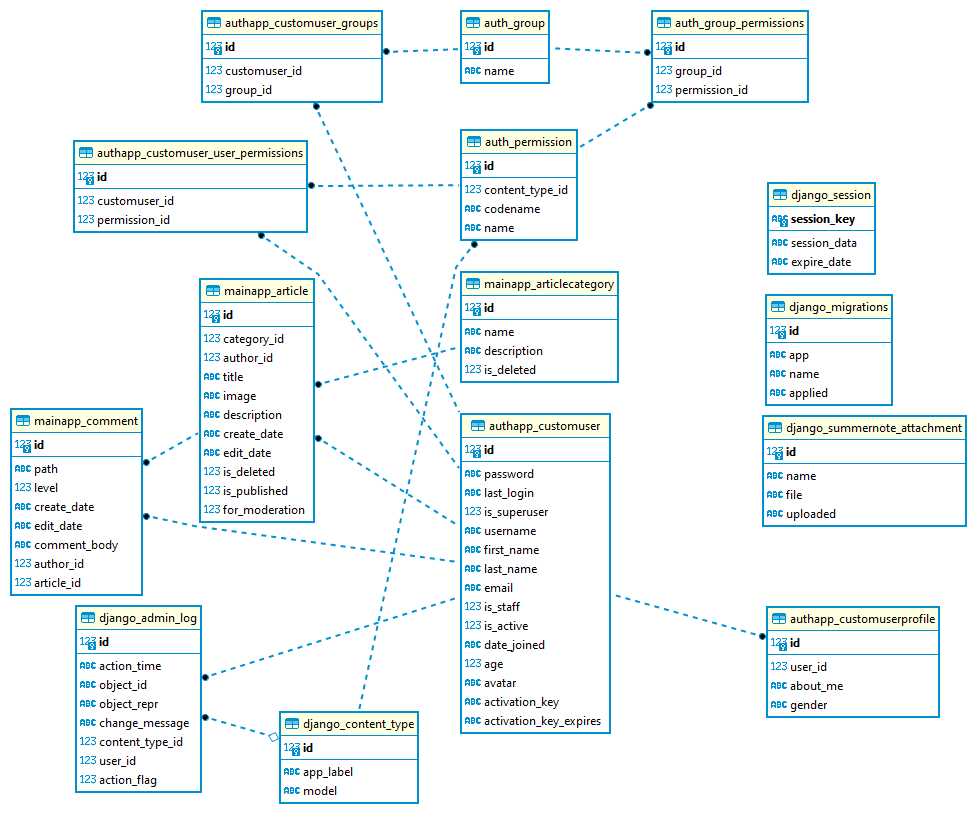 authapp_customuser_groups
123 id
123 customuser_id
123 group_id
auth_group
123 id
ABC name
auth_group_permissions
123 id
123 group_id
123 permission_id
authapp_customuser_user_permissions
123 id
123 customuser_id
123 permission_id
auth_permission
123 id
123 content_type_id
ABC codename
ABC name
django_session
ABC session_key
ABC session_data
ABC expire_date
mainapp_article
123 id
123 category_id
123 author_id
ABC title
ABC image
ABC description
ABC create_date
ABC edit_date
123 is_deleted
123 is_published
123 for_moderation
mainapp_articlecategory
123 id
ABC name
ABC description
123 is_deleted
django_migrations
123 id
ABC app
ABC name
ABC applied
mainapp_comment
123 id
ABC path
123 level
ABC create_date
ABC edit_date
ABC comment_body
123 author_id
123 article_id
authapp_customuser
123 id
ABC password
ABC last_login
123 is_superuser
ABC username
ABC first_name
ABC last_name
ABC email
123 is_staff
123 is_active
ABC date_joined
123 age
ABC avatar
ABC activation_key
ABC activation_key_expires
django_summernote_attachment
123 id
ABC name
ABC file
ABC uploaded
django_admin_log
123 id
ABC action_time
ABC object_id
ABC object_repr
ABC change_message
123 content_type_id
123 user_id
123 action_flag
django_content_type
123 id
ABC app_label
ABC model
authapp_customuserprofile
123 id
123 user_id
ABC about_me
ABC gender